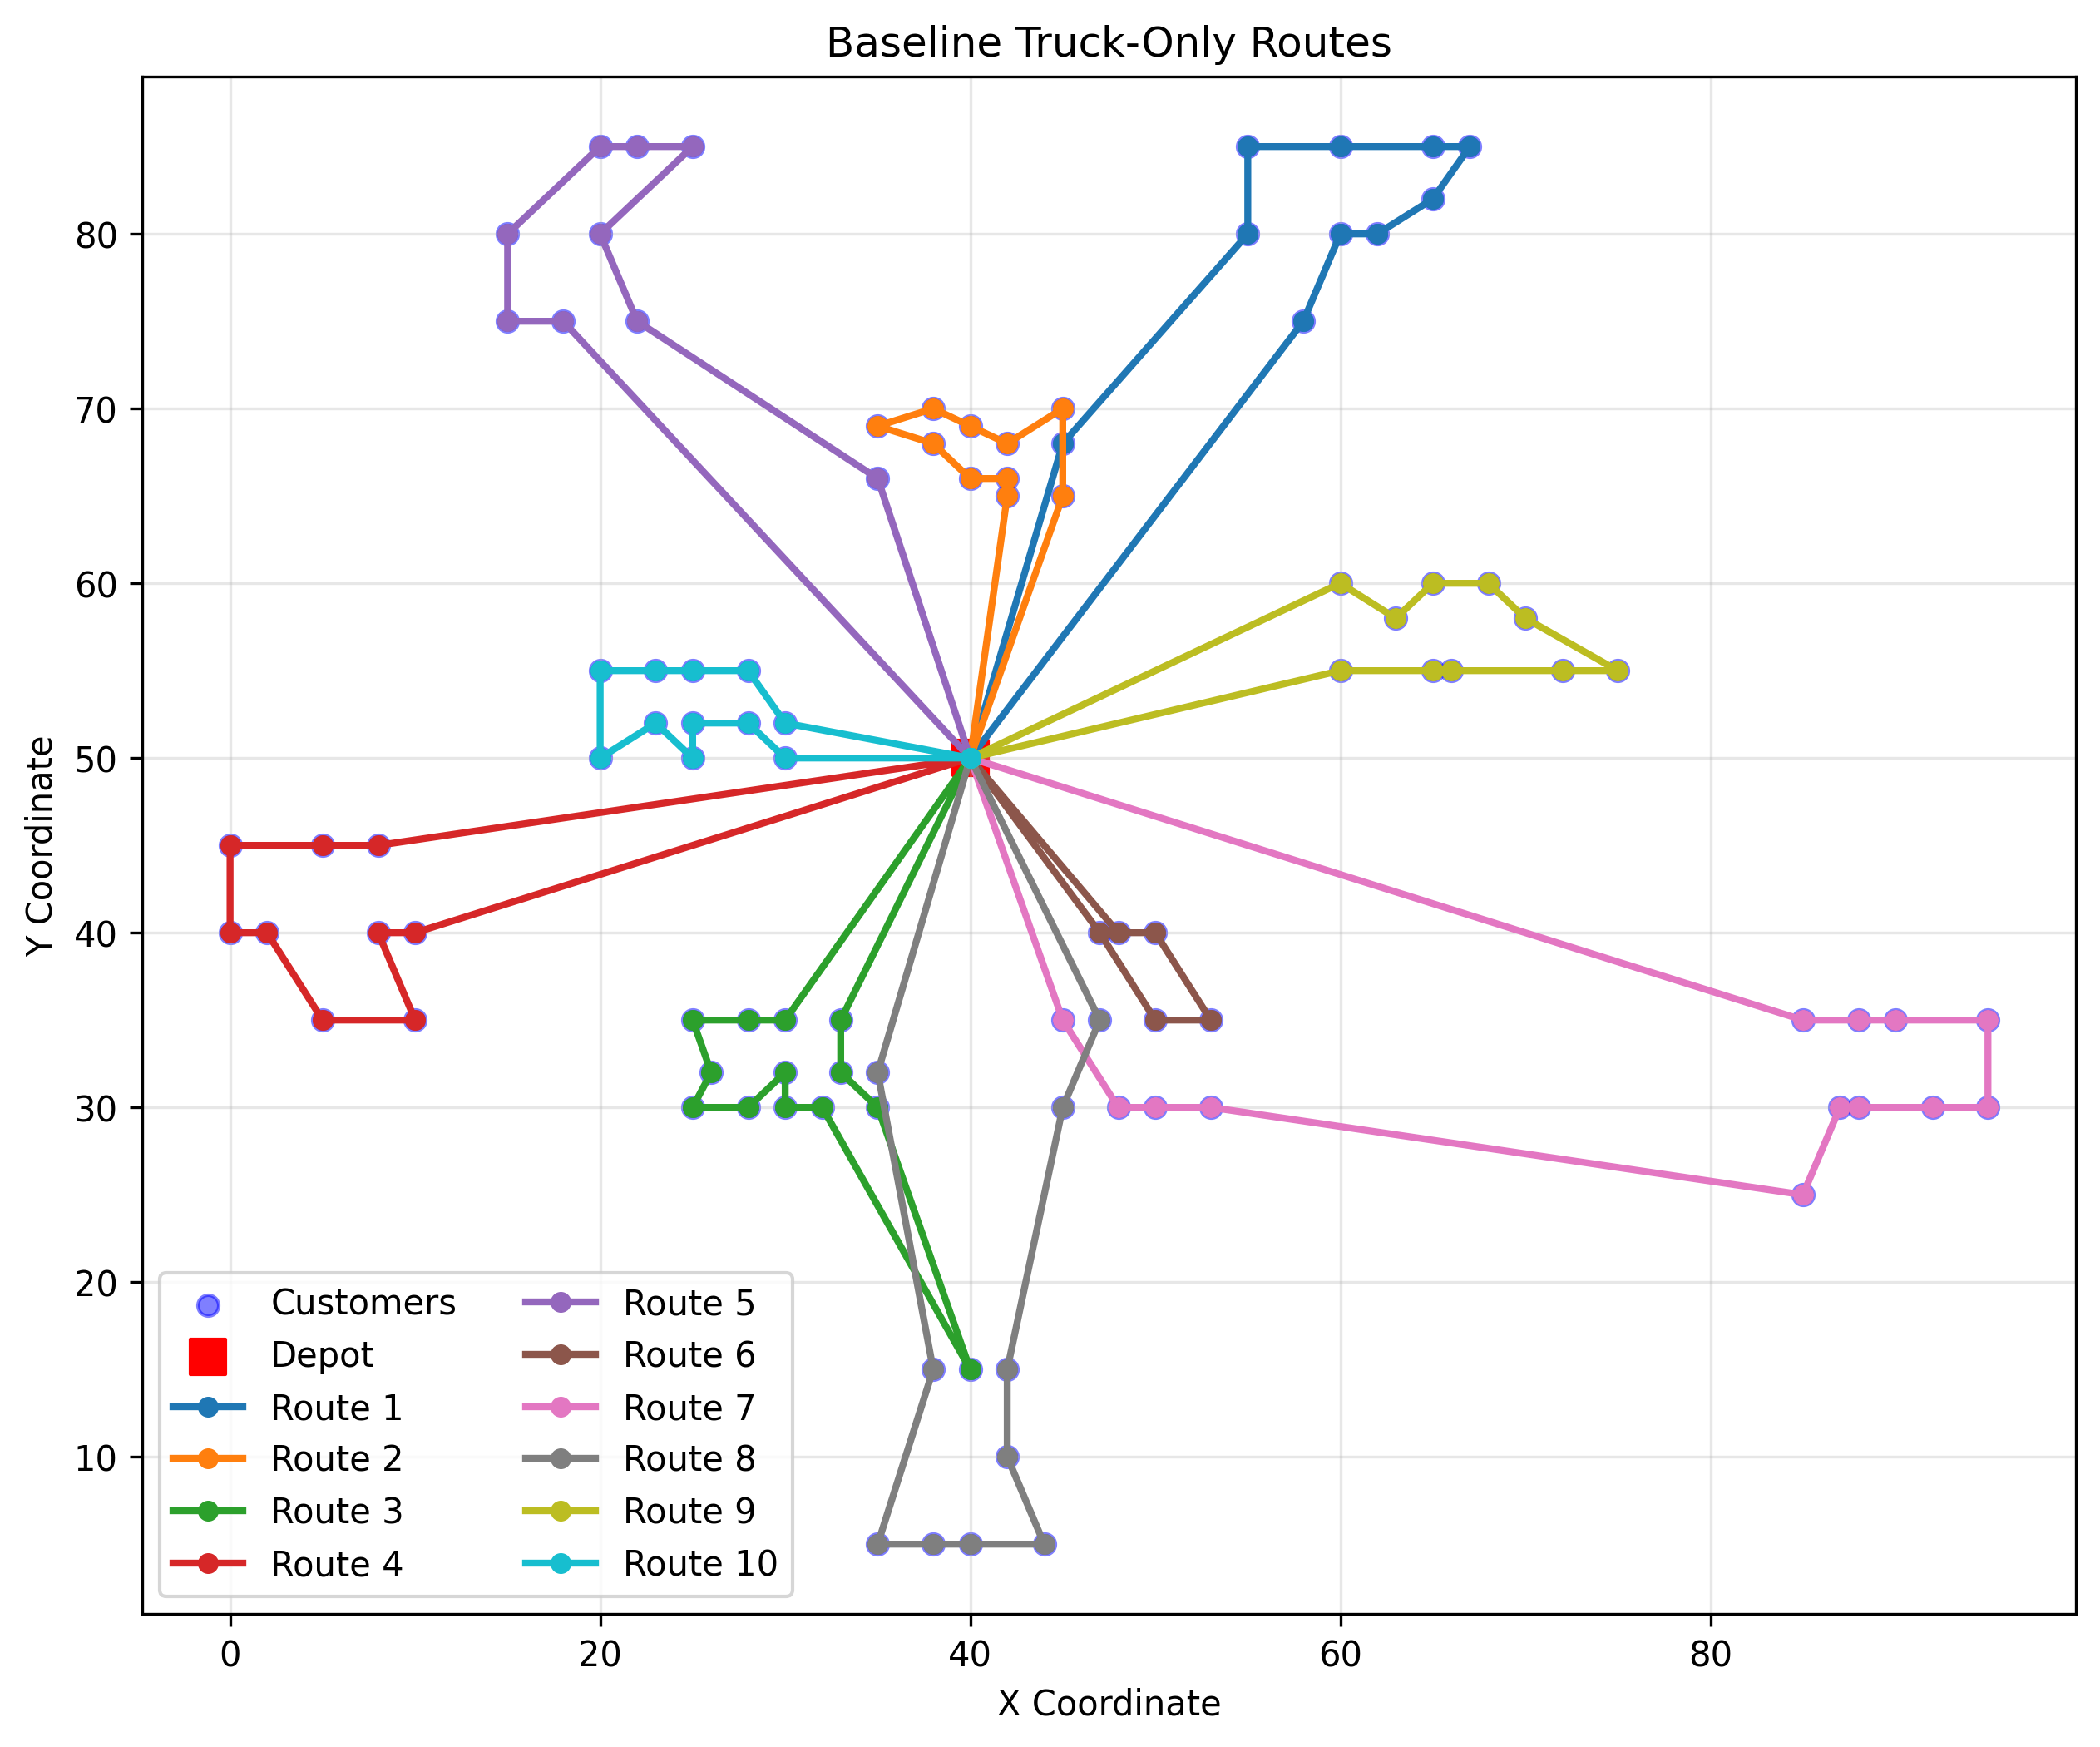 Baseline Truck-Only Routes
Y Coordinate
80
70
60
50
40
30
20
10
Customers
Depot
Route 1
Route 2
Route 3
Route 4
Route 5
Route 6
Route 7
Route 8
Route 9
Route 10
0
20
40
60
80
X Coordinate